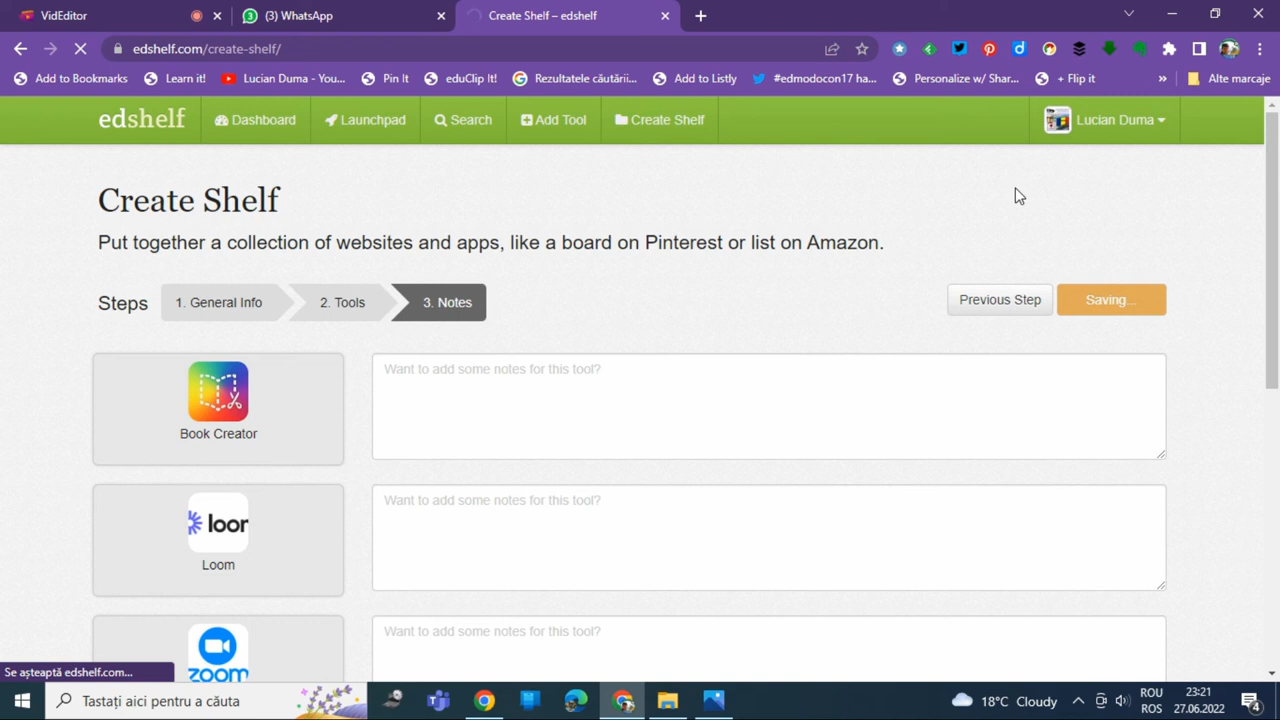 VidEditor
(3) WhatsApp
Create Shelf – edshelf
edshelf.com/create-shelf/
Add to Bookmarks
Learn it!
Lucian Duma - You...
Pin It
eduClip It!
Rezultatele căutării...
Add to Listly
#edmodocon17 ha...
Personalize w/ Shar...
+ Flip it
»
Alte marcaje
edshelf
Dashboard
Launchpad
Search
Add Tool
Create Shelf
Lucian Duma
Create Shelf
Put together a collection of websites and apps, like a board on Pinterest or list on Amazon.
Steps
1. General Info
2. Tools
3. Notes
Previous Step
Saving...
Want to add some notes for this tool?
Book Creator
Want to add some notes for this tool?
loor
Loom
Want to add some notes for this tool?
zoom
Se așteaptă edshelf.com...
Tastați aici pentru a căuta
18°C Cloudy
ROU
ROS
23:21
27.06.2022
4